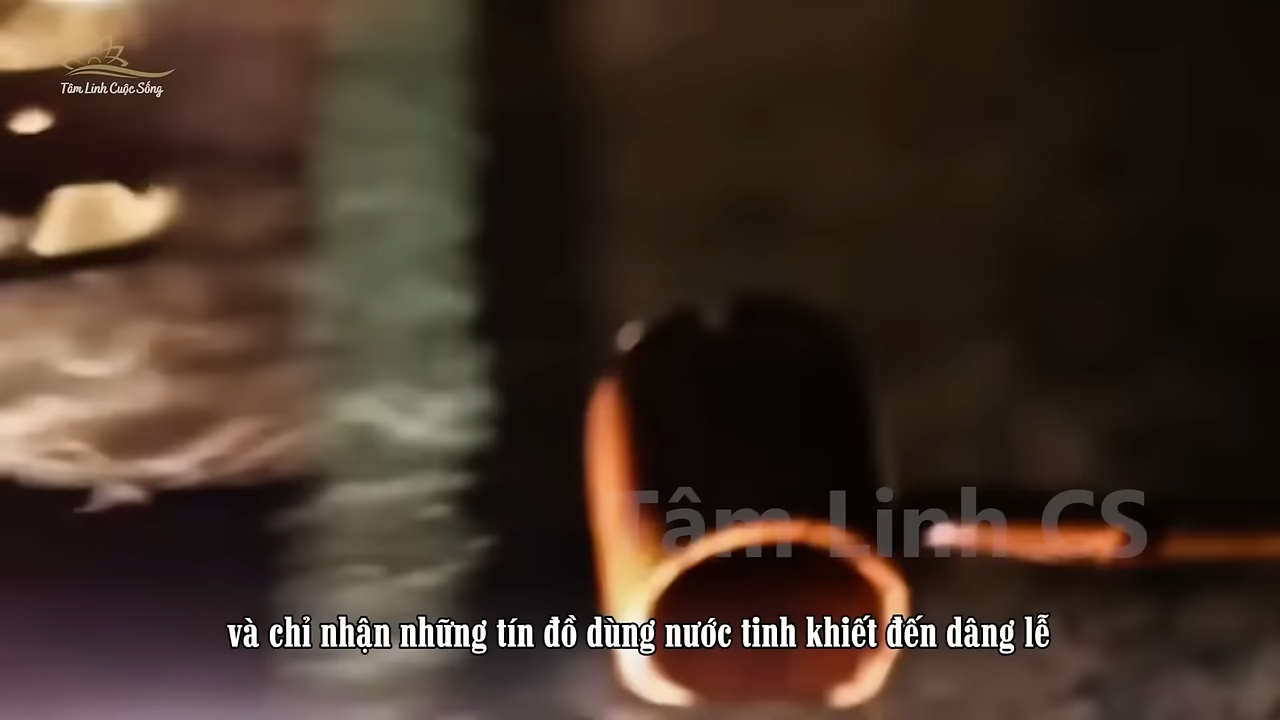 Tâm Linh Cuộc Sống
Tâm Linh CS
và chỉ nhận những tín đồ dùng nước tinh khiết đến dâng lễ